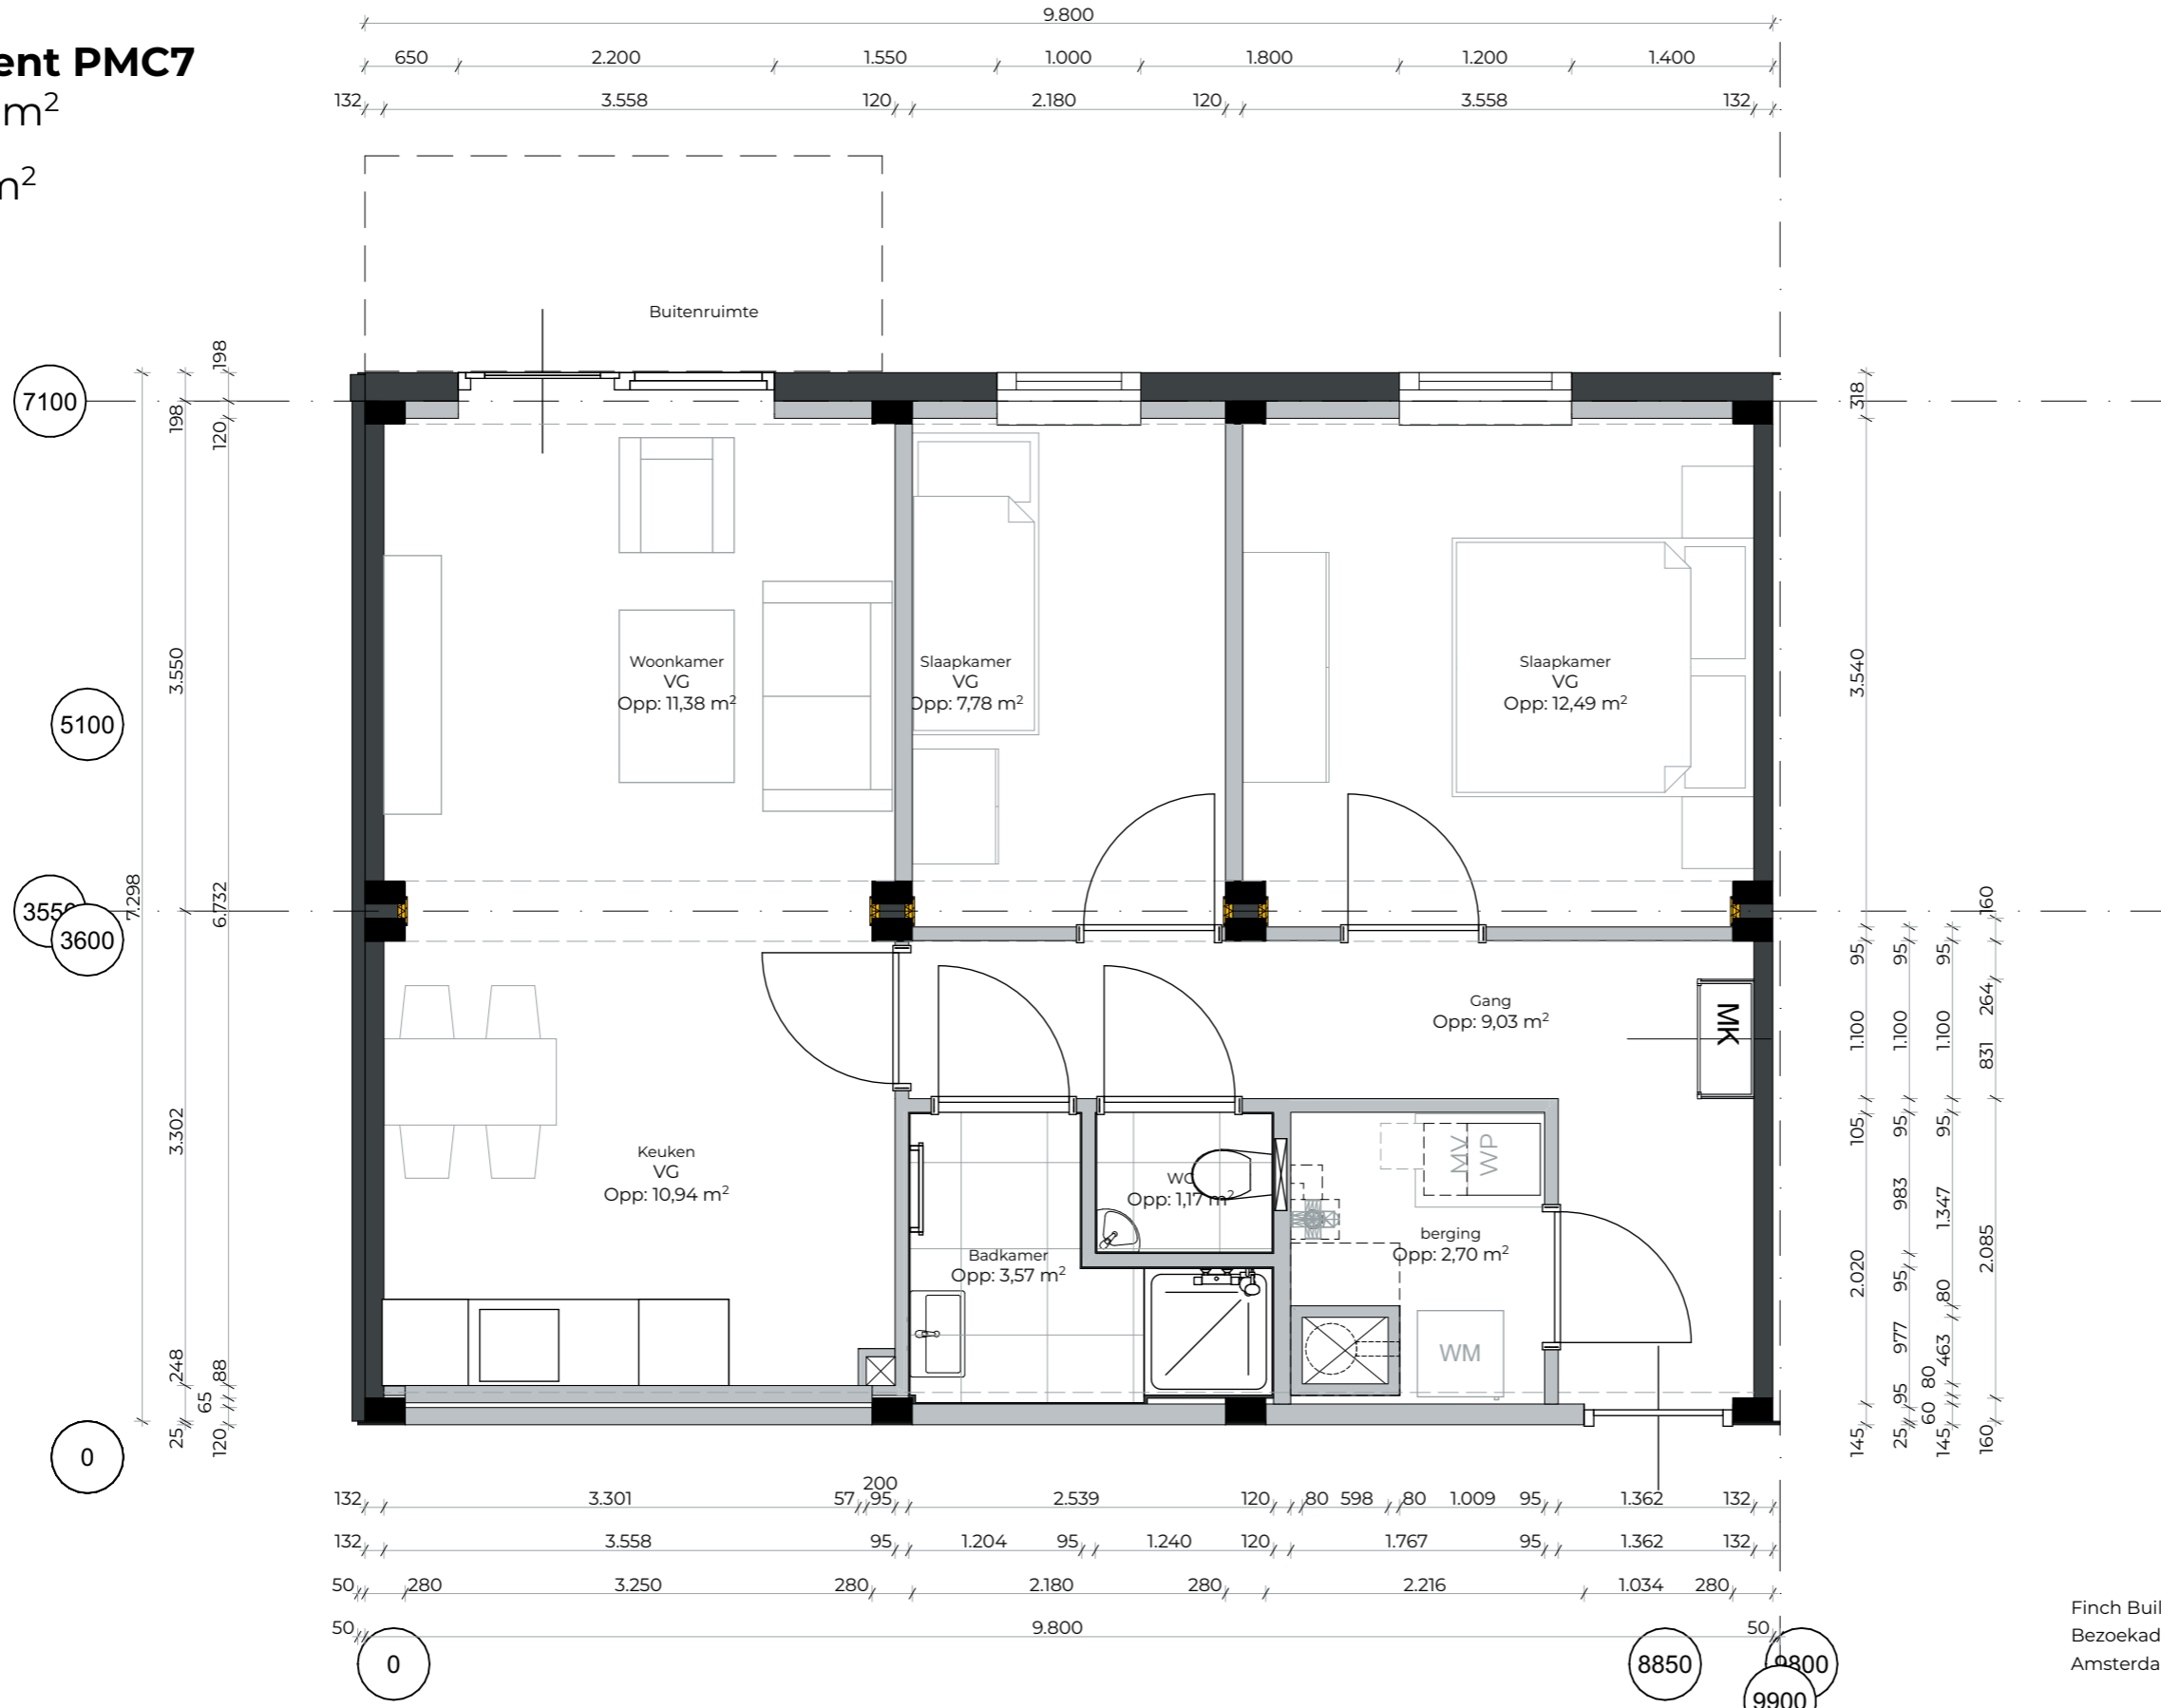 9.800
ent PMC7
650 2.200 1.550 1.000 1.800 1.200 1.400
m²
132 3.558 120 2.180 120 3.558 132
m²
Buitenruimte
198
7100
198
120
318
Woonkamer
VG
Opp: 11,38 m²
Slaapkamer
VG
Opp: 7,78 m²
Slaapkamer
VG
Opp: 12,49 m²
3.550
3.540
5100
7.298
6.732
3550
3600
160
95 95 95
264
Gang
Opp: 9,03 m²
MK
1.100 1.100 1.100
831
3.302
105 95 95
Keuken
VG
Opp: 10,94 m²
WC
Opp: 1,17 m²
MV
WP
983
1.347
berging
Opp: 2,70 m²
Badkamer
Opp: 3,57 m²
2.020
95
80
2.085
WM
977
463
248
88
65
80
95
60
25
120
145
25
145
160
0
200
132 3.301 57 95 2.539 120 80 598 80 1.009 95 1.362 132
132 3.558 95 1.204 95 1.240 120 1.767 95 1.362 132
50 280 3.250 280 2.180 280 2.216 1.034 280
50 9.800 50
Finch Buil
Bezoekad
Amsterda
0
8850
9800
9900